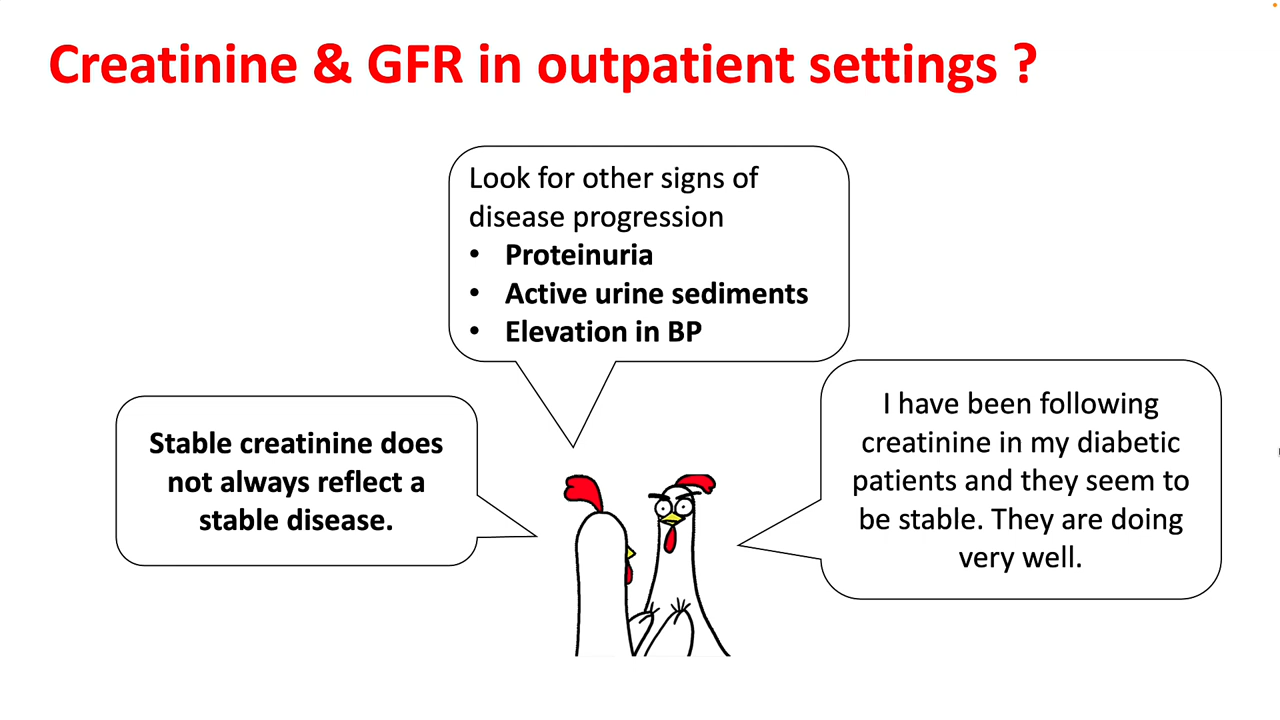 Creatinine & GFR in outpatient settings ?
Look for other signs of
disease progression
• Proteinuria
• Active urine sediments
• Elevation in BP
Stable creatinine does
not always reflect a
stable disease.
I have been following
creatinine in my diabetic
patients and they seem to
be stable. They are doing
very well.